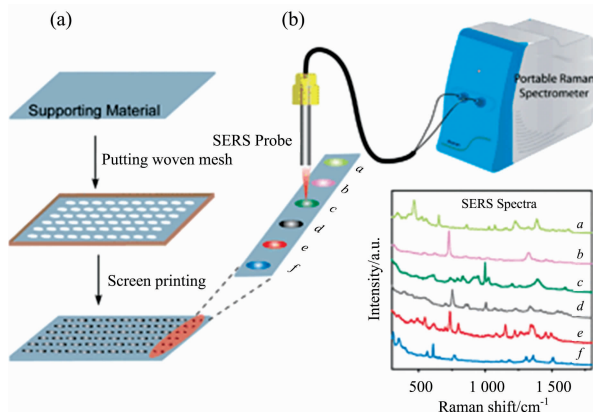 (a)
Supporting Material
Putting woven mesh
Screen printing
(b)
SERS Probe
Portable Raman
Spectrometer
a
b
c
d
e
f
SERS Spectra
a
b
c
d
e
f
Intensity/a.u.
500
1 000
1 500
Raman shift/cm-1